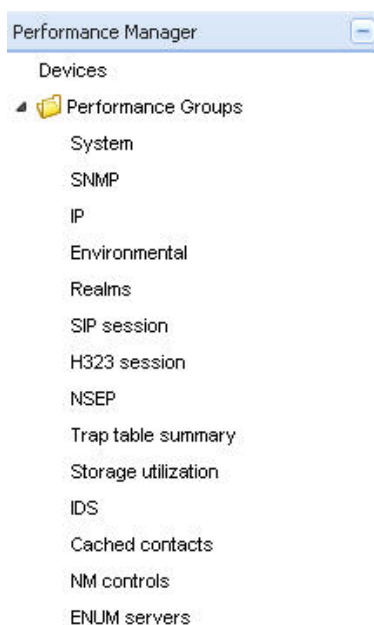 Performance Manager
Devices
Performance Groups
System
SNMP
IP
Environmental
Realms
SIP session
H323 session
NSEP
Trap table summary
Storage utilization
IDS
Cached contacts
NM controls
ENUM servers